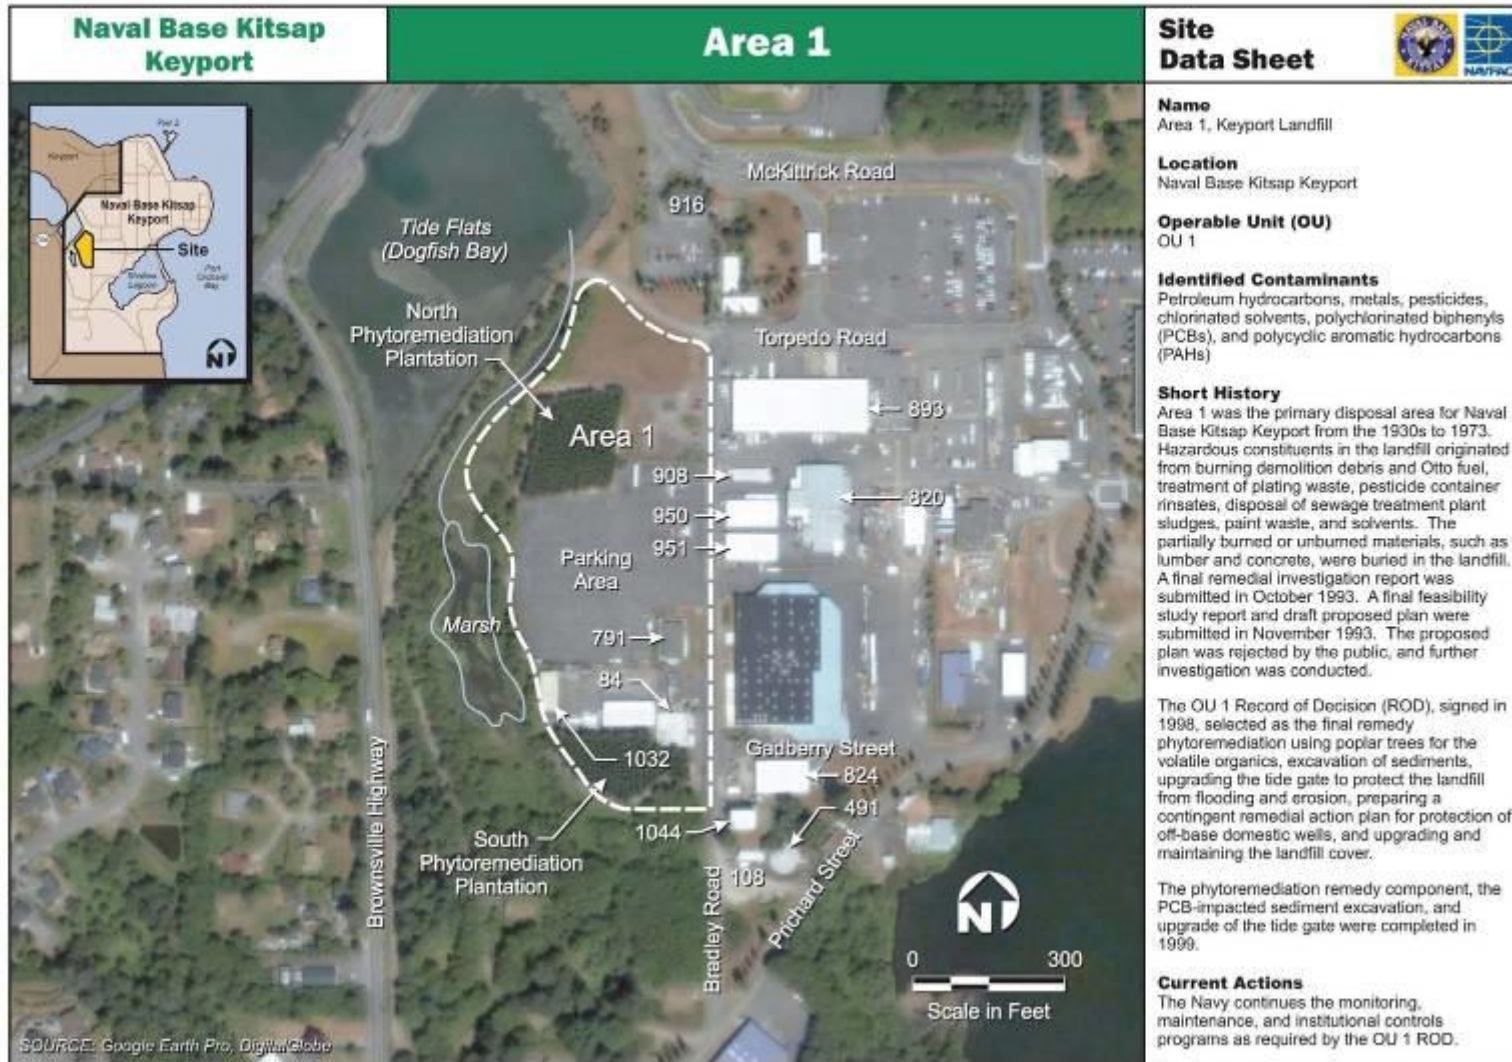 Naval Base Kitsap
Keyport
Area 1
Site
Data Sheet
NAVAL BASE
KITSAP
NAVFAC
Keyport
Naval Base Kitsap
Keyport
Site
Shallow
Lagoon
Port
Orchard
Bay
N
Tide Flats
(Dogfish Bay)
North
Phytoremediation
Plantation
McKittrick Road
916
Torpedo Road
893
Area 1
908
820
950
951
Parking
Area
Marsh
791
84
1032
Gadberry Street
824
491
1044
South
Phytoremediation
Plantation
108
Brownsville Highway
Bradley Road
Prichard Street
N
0 300
Scale in Feet
SOURCE: Google Earth Pro, DigitalGlobe
Name
Area 1, Keyport Landfill
Location
Naval Base Kitsap Keyport
Operable Unit (OU)
OU 1
Identified Contaminants
Petroleum hydrocarbons, metals, pesticides,
chlorinated solvents, polychlorinated biphenyls
(PCBs), and polycyclic aromatic hydrocarbons
(PAHs)
Short History
Area 1 was the primary disposal area for Naval
Base Kitsap Keyport from the 1930s to 1973.
Hazardous constituents in the landfill originated
from burning demolition debris and Otto fuel,
treatment of plating waste, pesticide container
rinsates, disposal of sewage treatment plant
sludges, paint waste, and solvents. The
partially burned or unburned materials, such as
lumber and concrete, were buried in the landfill.
A final remedial investigation report was
submitted in October 1993. A final feasibility
study report and draft proposed plan were
submitted in November 1993. The proposed
plan was rejected by the public, and further
investigation was conducted.
The OU 1 Record of Decision (ROD), signed in
1998, selected as the final remedy
phytoremediation using poplar trees for the
volatile organics, excavation of sediments,
upgrading the tide gate to protect the landfill
from flooding and erosion, preparing a
contingent remedial action plan for protection of
off-base domestic wells, and upgrading and
maintaining the landfill cover.
The phytoremediation remedy component, the
PCB-impacted sediment excavation, and
upgrade of the tide gate were completed in
1999.
Current Actions
The Navy continues the monitoring,
maintenance, and institutional controls
programs as required by the OU 1 ROD.